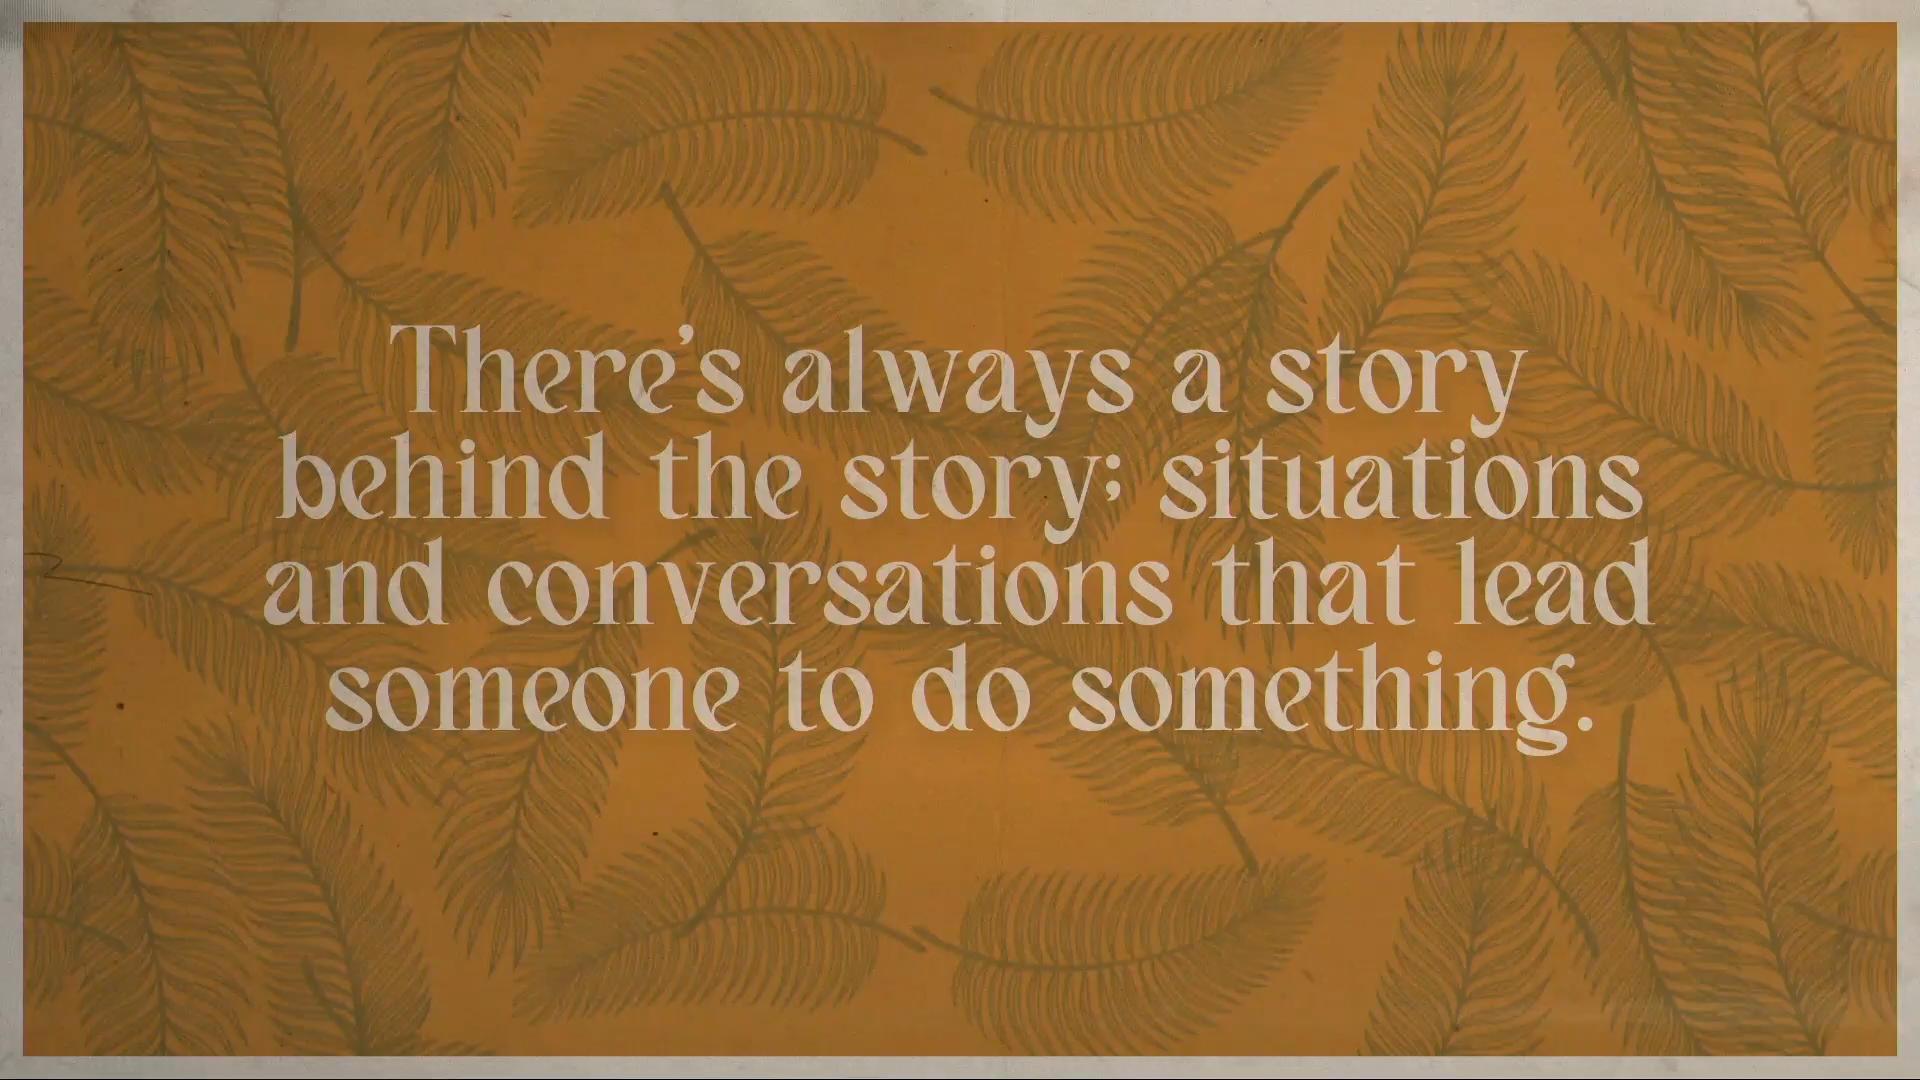 There's always a story
behind the story; situations
and conversations that lead
someone to do something.